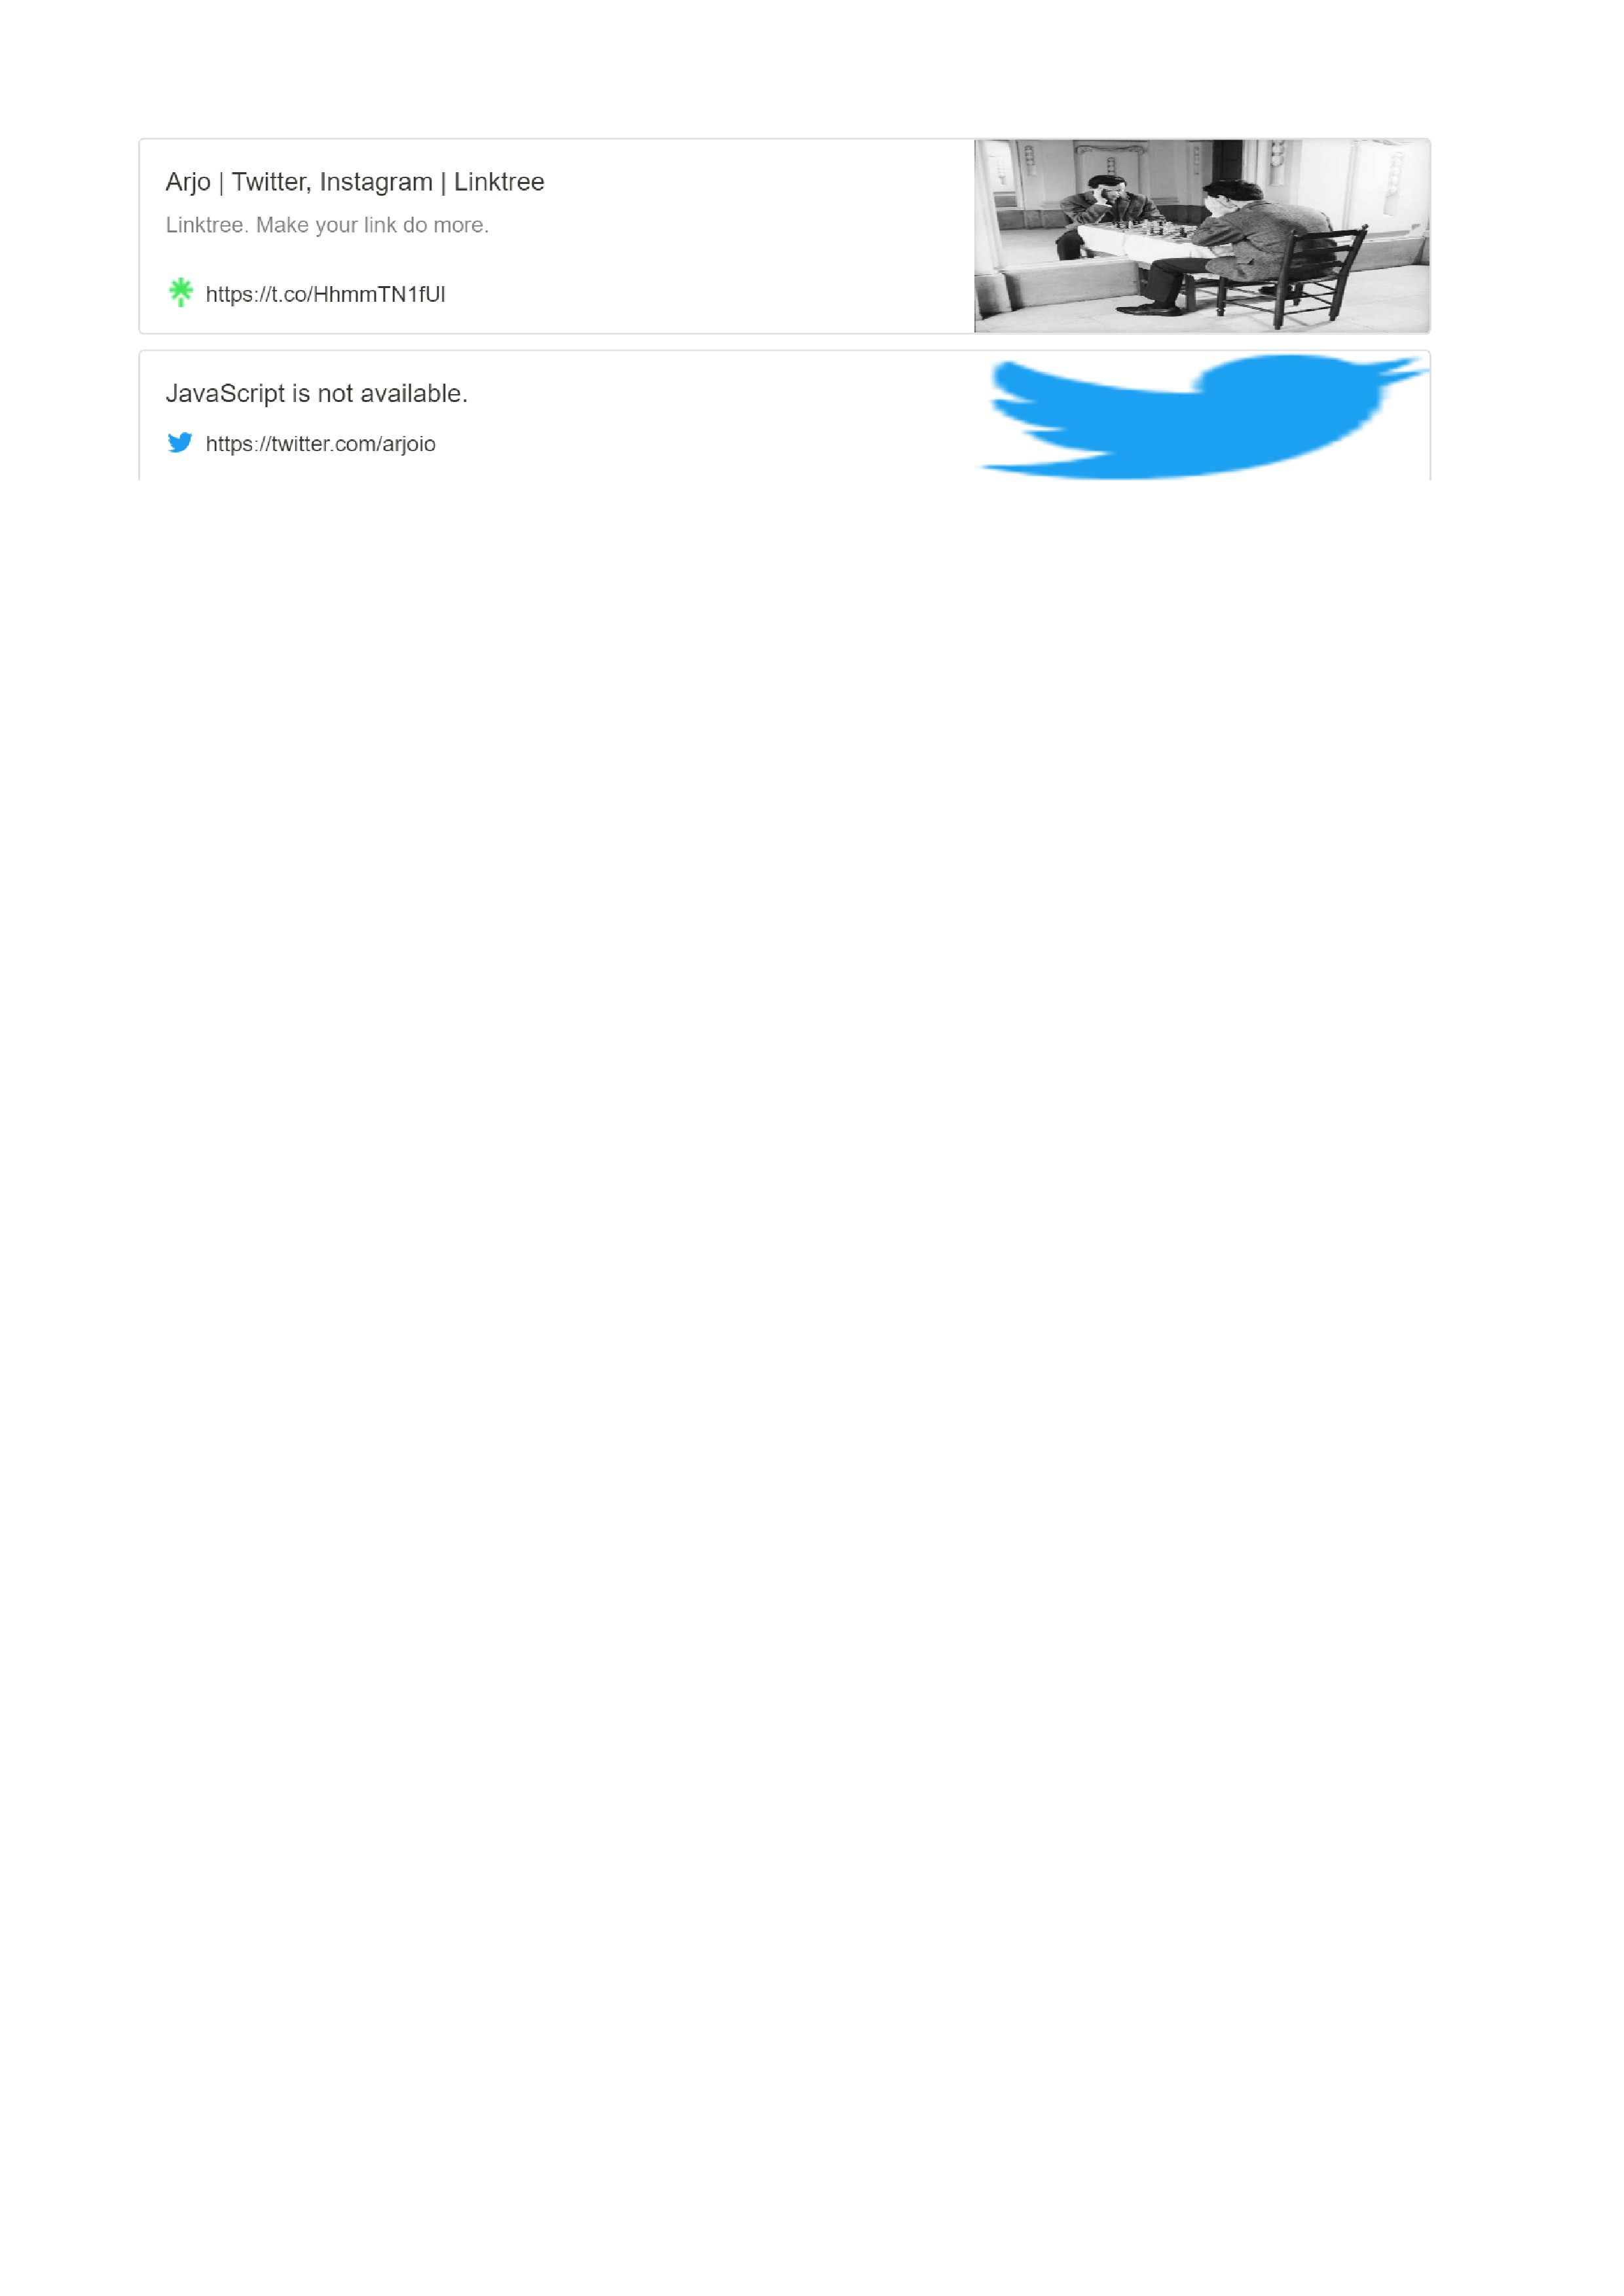 Arjo | Twitter, Instagram | Linktree
Linktree. Make your link do more.
https://t.co/HhmmTN1fUl
JavaScript is not available.
https://twitter.com/arjoio